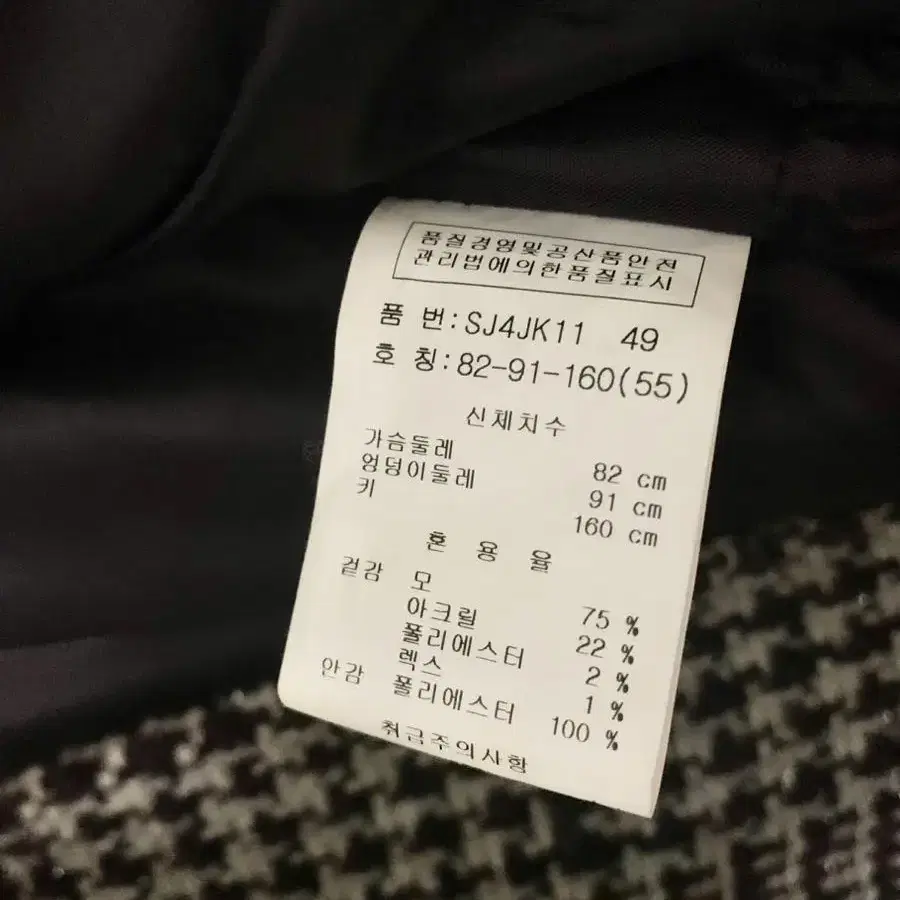 품질경영및공산품안전
관리법에의한품질표시
품 번:SJ4JK11 49
호 칭:82-91-160(55)
신체치수
가슴둘레 82 cm
엉덩이둘레 91 cm
키 160 cm
혼 용 율
겉감 모 75 %
아크릴 22 %
폴리에스터 2 %
렉스 1 %
안감 폴리에스터 100 %
취급주의사항